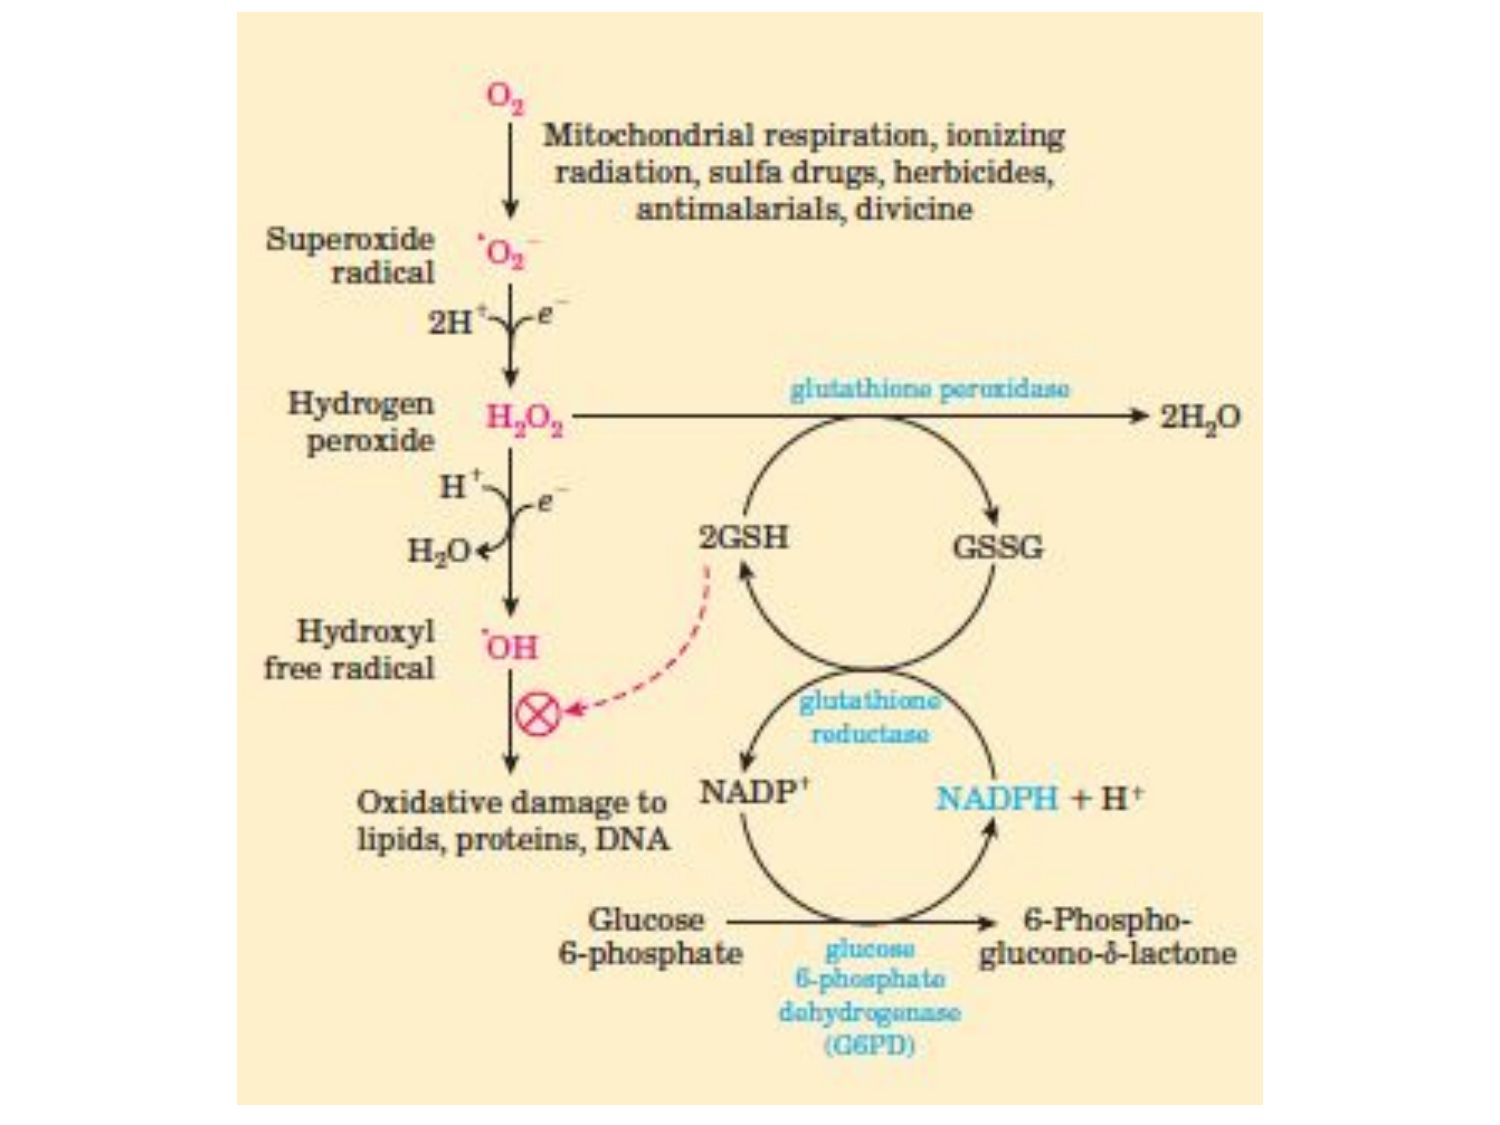 O₂
Mitochondrial respiration, ionizing
radiation, sulfa drugs, herbicides,
antimalarials, divicine
Superoxide
radical
•O₂⁻
2H⁺
e⁻
Hydrogen
peroxide
H₂O₂
glutathione peroxidase
2H₂O
H⁺
e⁻
H₂O
2GSH
GSSG
Hydroxyl
free radical
•OH
glutathione
reductase
Oxidative damage to
lipids, proteins, DNA
NADP⁺
NADPH + H⁺
Glucose
6-phosphate
6-Phospho-
glucono-δ-lactone
glucose
6-phosphate
dehydrogenase
(G6PD)